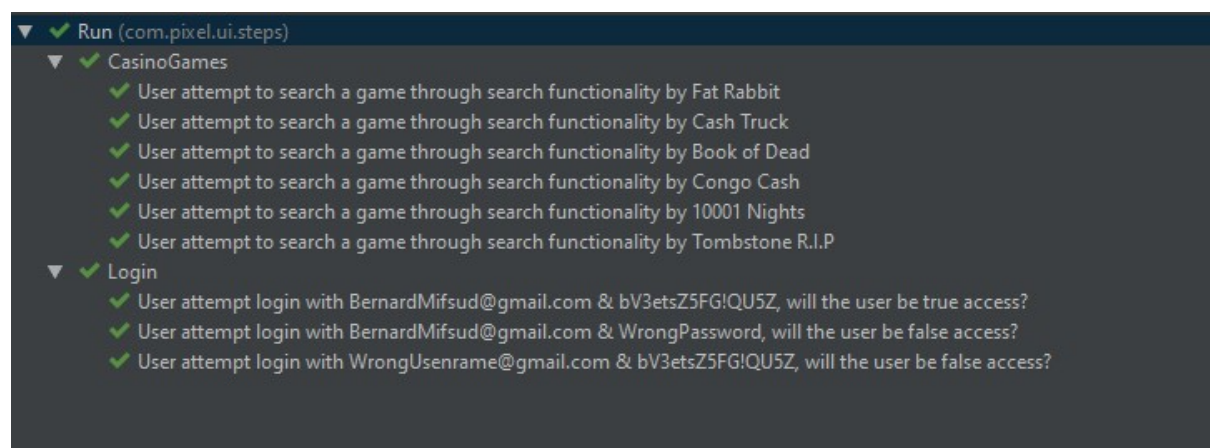 Run (com.pixel.ui.steps)
CasinoGames
User attempt to search a game through search functionality by Fat Rabbit
User attempt to search a game through search functionality by Cash Truck
User attempt to search a game through search functionality by Book of Dead
User attempt to search a game through search functionality by Congo Cash
User attempt to search a game through search functionality by 10001 Nights
User attempt to search a game through search functionality by Tombstone R.I.P
Login
User attempt login with BernardMifsud@gmail.com & bV3etsZ5FG!QU5Z, will the user be true access?
User attempt login with BernardMifsud@gmail.com & WrongPassword, will the user be false access?
User attempt login with WrongUsenrame@gmail.com & bV3etsZ5FG!QU5Z, will the user be false access?